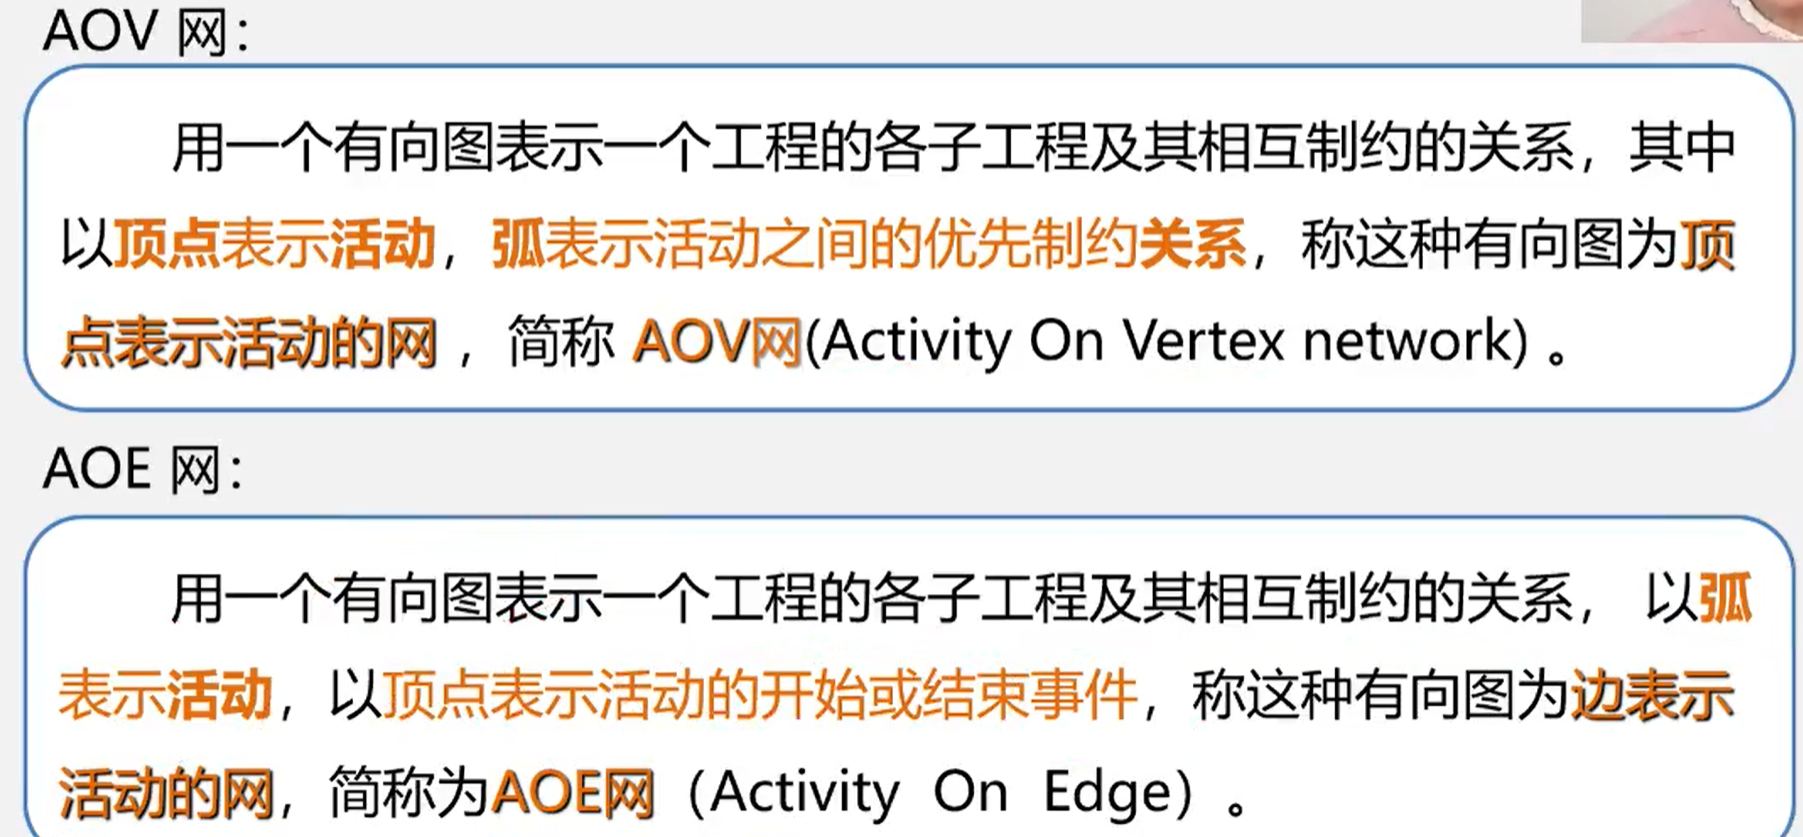 AOV 网：
用一个有向图表示一个工程的各子工程及其相互制约的关系，其中
以顶点表示活动，弧表示活动之间的优先制约关系，称这种有向图为顶
点表示活动的网 ，简称 AOV网(Activity On Vertex network) 。
AOE 网：
用一个有向图表示一个工程的各子工程及其相互制约的关系， 以弧
表示活动，以顶点表示活动的开始或结束事件，称这种有向图为边表示
活动的网，简称为AOE网（Activity On Edge）。